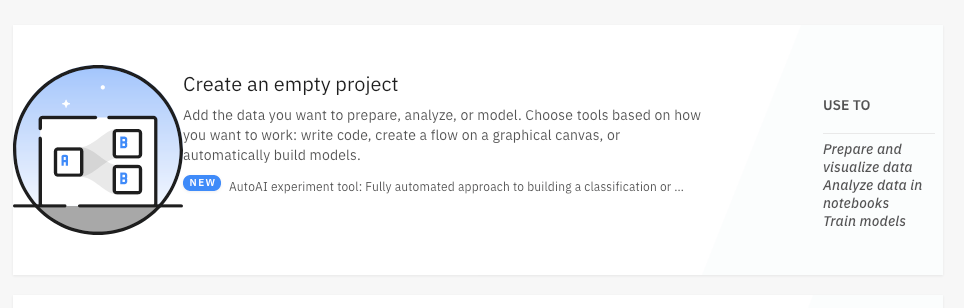 Create an empty project
Add the data you want to prepare, analyze, or model. Choose tools based on how
you want to work: write code, create a flow on a graphical canvas, or
automatically build models.
NEW AutoAI experiment tool: Fully automated approach to building a classification or ...
A
B
B
USE TO
Prepare and
visualize data
Analyze data in
notebooks
Train models